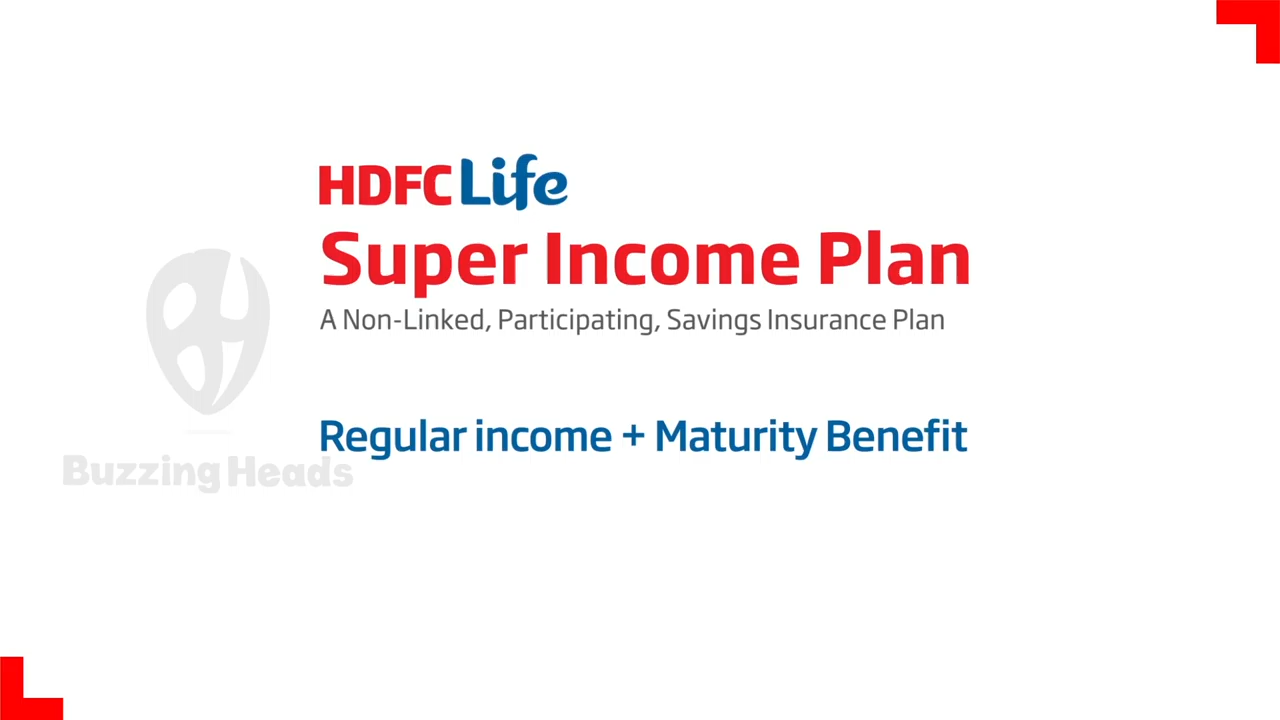 HDFC Life
Super Income Plan
A Non-Linked, Participating, Savings Insurance Plan
Regular income + Maturity Benefit
Buzzing Heads